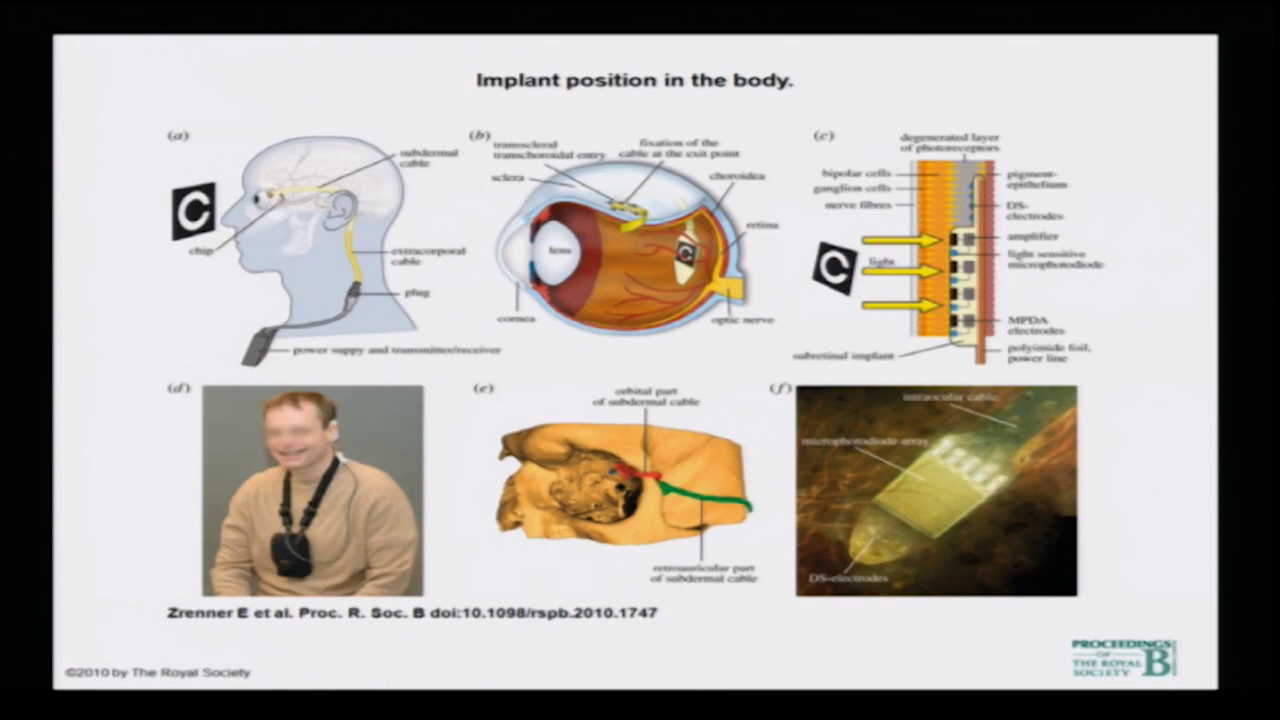 Implant position in the body.
(a)
subdermal
cable
C
chip
extracorporal
cable
plug
power suppy and transmitter/receiver
(b)
transscleral
transchoroidal entry
fixation of the
cable at the exit point
sclera
choroidea
retina
lens
C
cornea
optic nerve
(c)
degenerated layer
of photoreceptors
bipolar cells
ganglion cells
nerve fibres
pigment-
epithelium
DS-
electrodes
amplifier
light sensitive
microphotodiode
C
light
MPDA
electrodes
subretinal implant
polyimide foil,
power line
(d)
(e)
orbital part
of subdermal cable
retroauricular part
of subdermal cable
(f)
intraocular cable
microphotodiode array
DS-electrodes
Zrenner E et al. Proc. R. Soc. B doi:10.1098/rspb.2010.1747
©2010 by The Royal Society
PROCEEDINGS
OF
THE ROYAL
SOCIETY
B